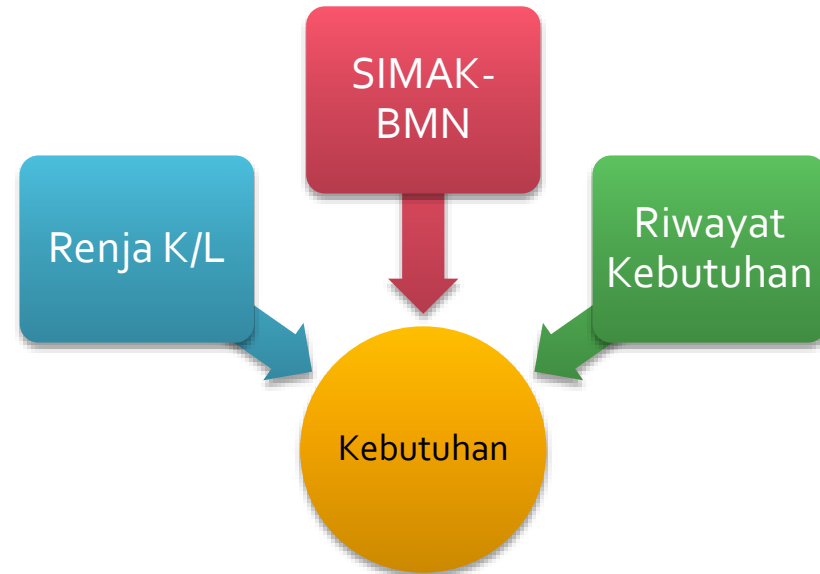 SIMAK-
BMN
Renja K/L
Riwayat
Kebutuhan
Kebutuhan